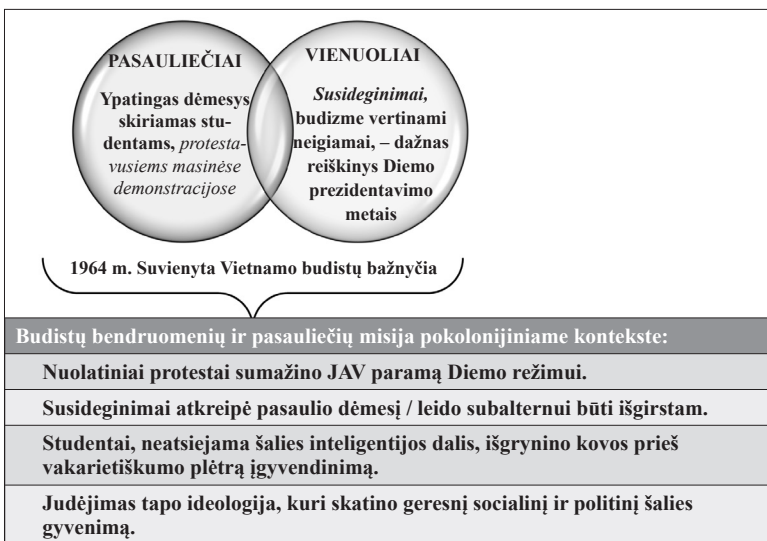 PASAULIEČIAI
Ypatingas dėmesys
skiriamas stu-
dentams, protesta-
vusiems masinėse
demonstracijose
VIENUOLIAI
Susideginimai,
budizme vertinami
neigiamai, – dažnas
reiškinys Diemo
prezidentavimo
metais
1964 m. Suvienyta Vietnamo budistų bažnyčia
Budistų bendruomenių ir pasauliečių misija pokolonijiniame kontekste:
Nuolatiniai protestai sumažino JAV paramą Diemo režimui.
Susideginimai atkreipė pasaulio dėmesį / leido subalternui būti išgirstam.
Studentai, neatsiejama šalies inteligentijos dalis, išgrynino kovos prieš
vakarietiškumo plėtrą įgyvendinimą.
Judėjimas tapo ideologija, kuri skatino geresnį socialinį ir politinį šalies
gyvenimą.